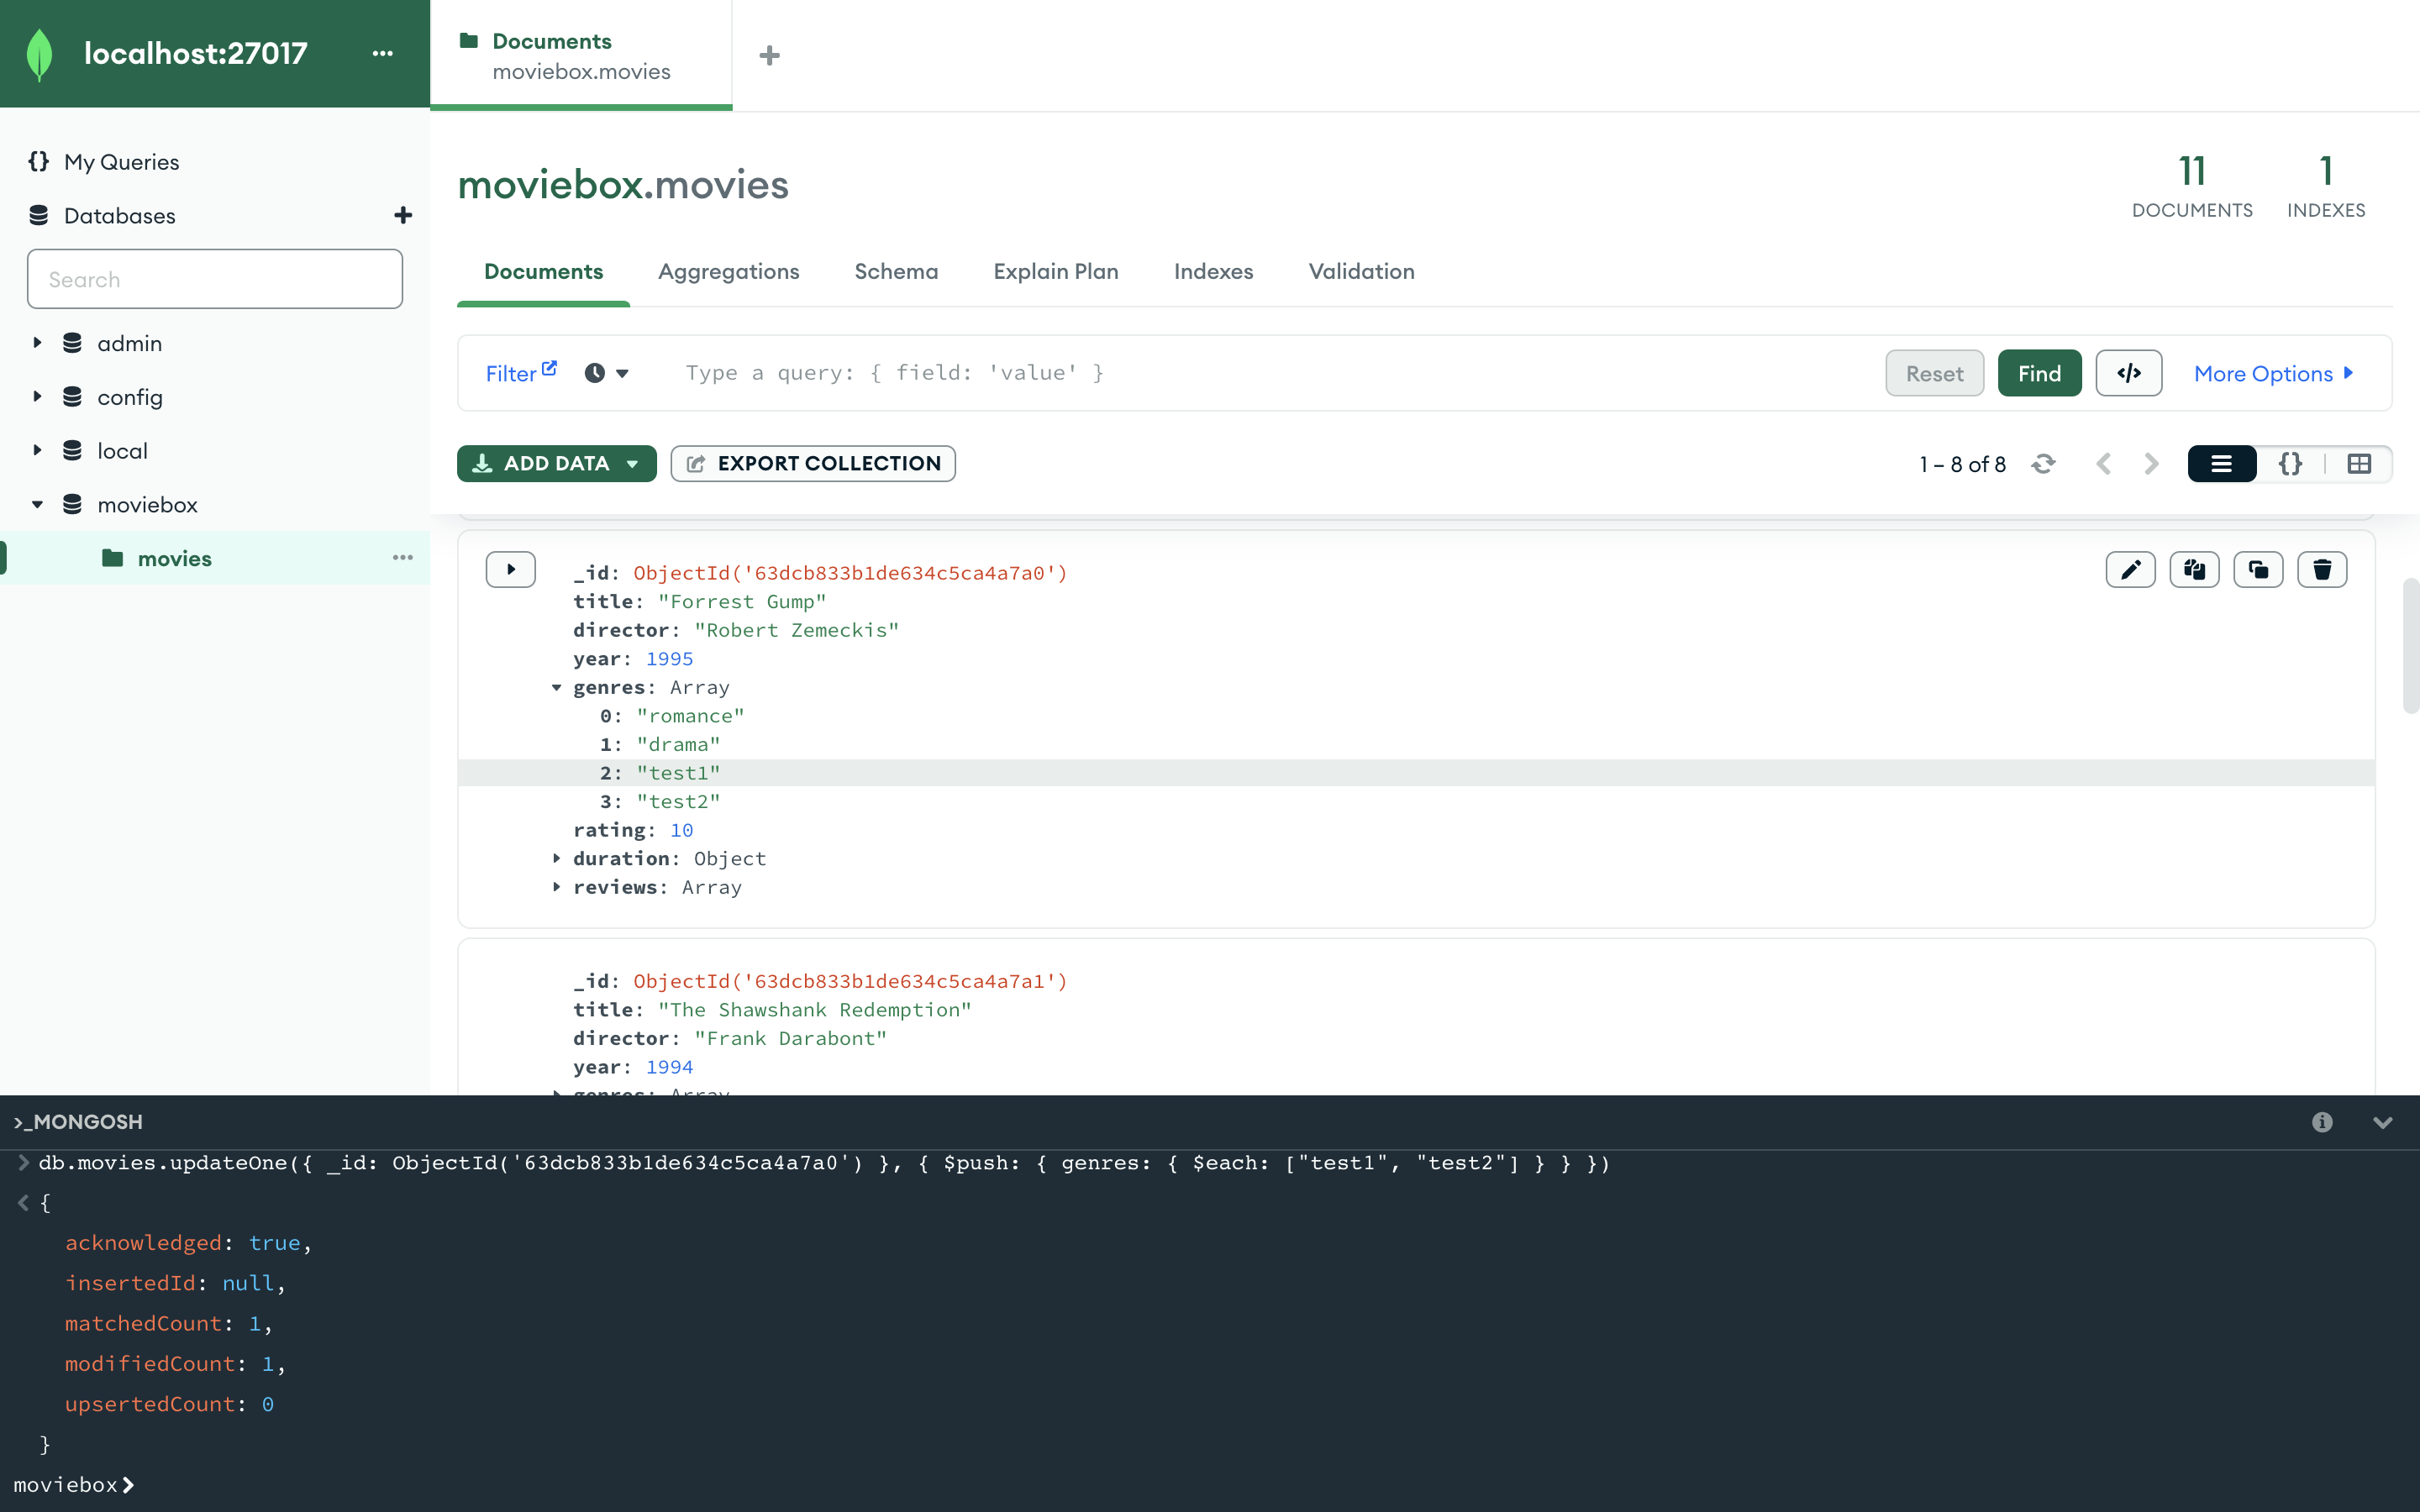 localhost:27017
My Queries
Databases
Search
admin
config
local
moviebox
movies
Documents
moviebox.movies
moviebox.movies
11
DOCUMENTS
1
INDEXES
Documents Aggregations Schema Explain Plan Indexes Validation
Filter Type a query: { field: 'value' } Reset Find </> More Options
ADD DATA EXPORT COLLECTION 1 – 8 of 8 {}
_id: ObjectId('63dcb833b1de634c5ca4a7a0')
title: "Forrest Gump"
director: "Robert Zemeckis"
year: 1995
genres: Array
0: "romance"
1: "drama"
2: "test1"
3: "test2"
rating: 10
duration: Object
reviews: Array
_id: ObjectId('63dcb833b1de634c5ca4a7a1')
title: "The Shawshank Redemption"
director: "Frank Darabont"
year: 1994
genres: Array
>_MONGOSH
> db.movies.updateOne({ _id: ObjectId('63dcb833b1de634c5ca4a7a0') }, { $push: { genres: { $each: ["test1", "test2"] } } })
< {
acknowledged: true,
insertedId: null,
matchedCount: 1,
modifiedCount: 1,
upsertedCount: 0
}
moviebox>